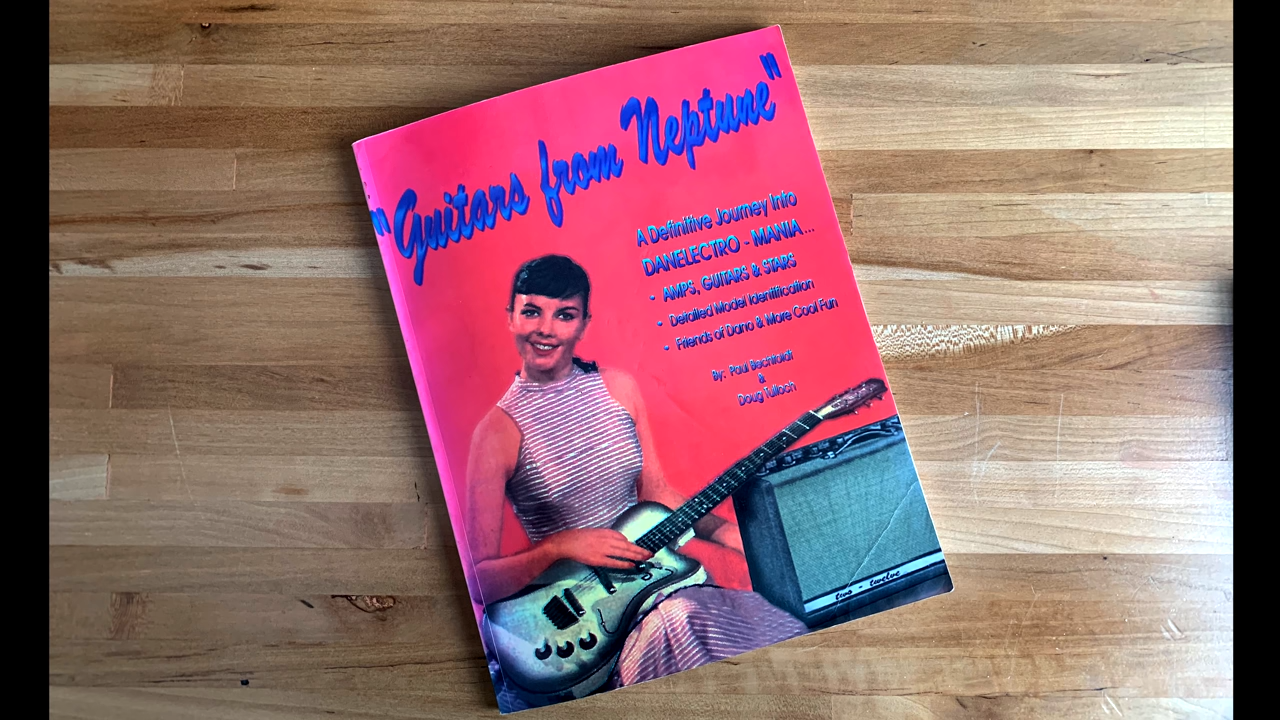 "Guitars from Neptune"
A Definitive Journey Into
DANELECTRO - MANIA...
- AMPS, GUITARS & STARS
- Detailed Model Identification
- Friends of Dano & More Cool Fun
By: Paul Bechtoldt
&
Doug Tulloch
two - twelve